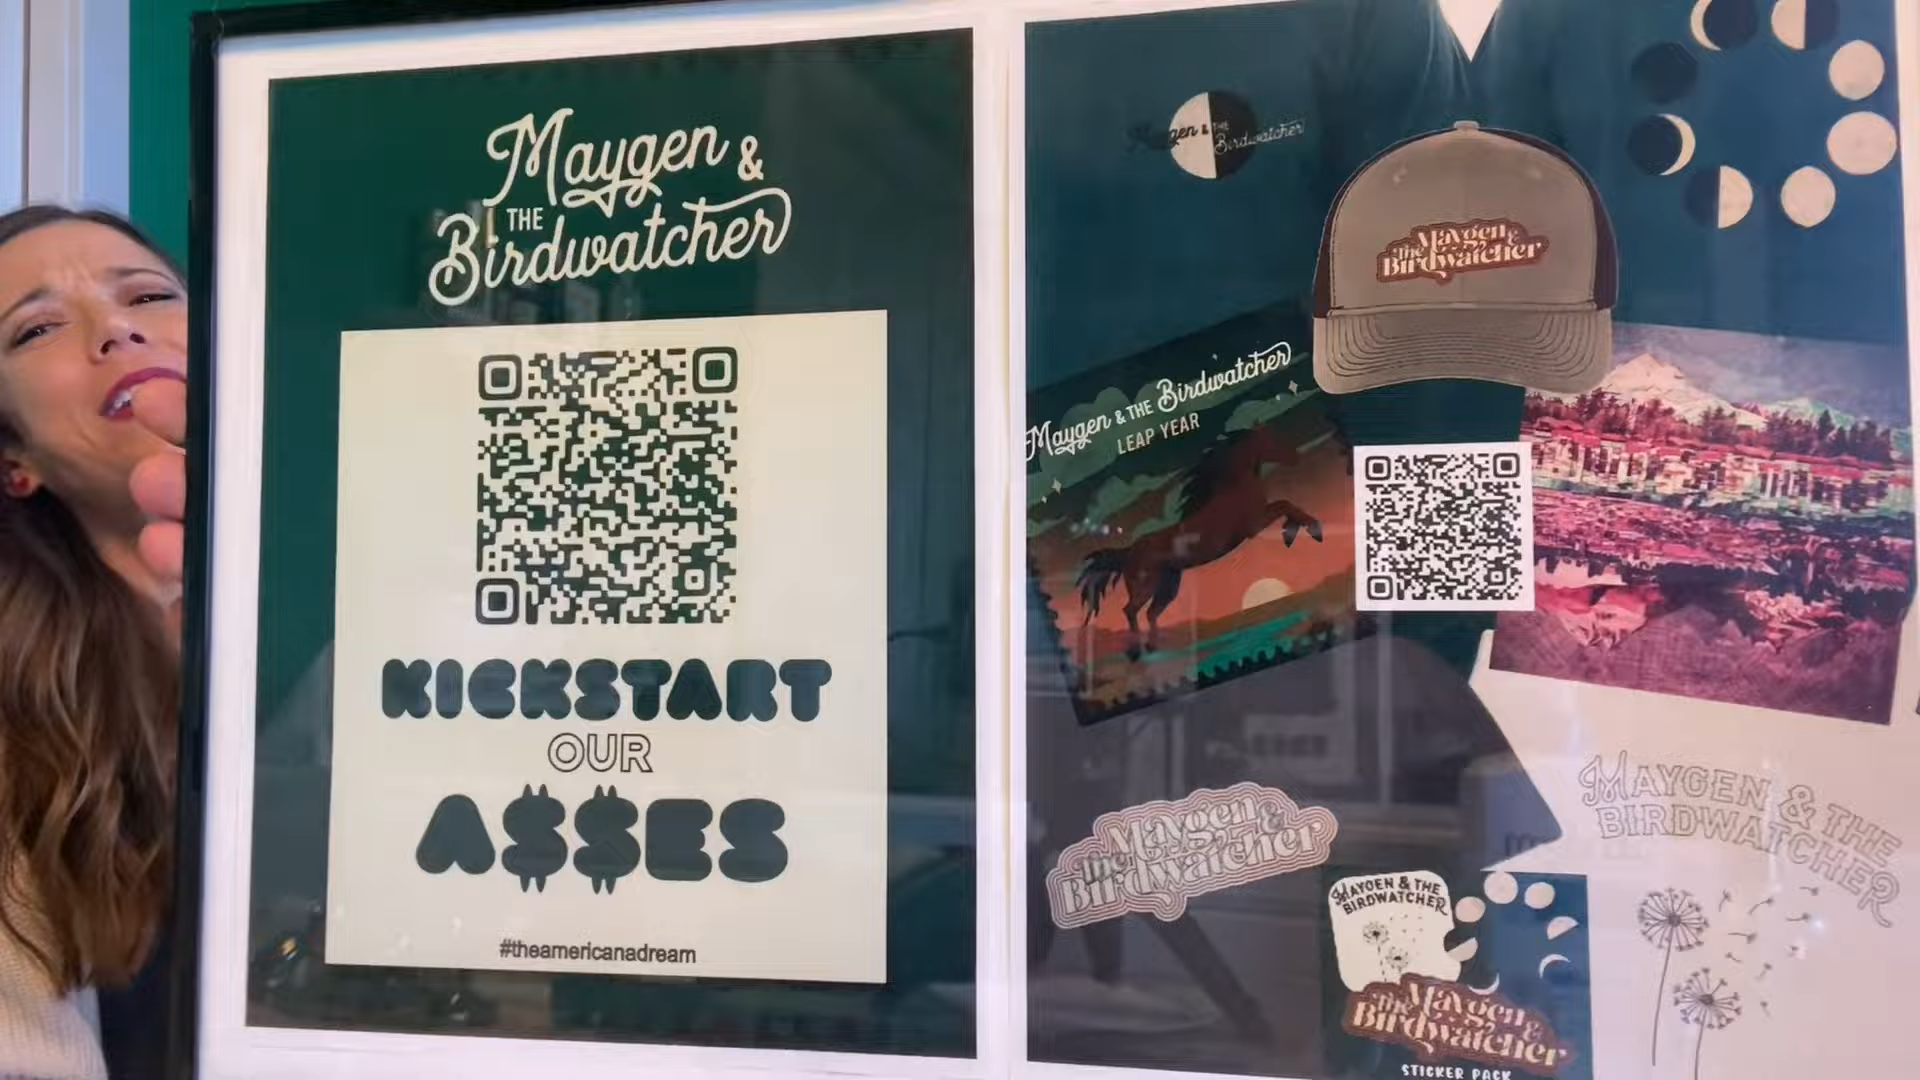 Maygen &
THE
Birdwatcher
KICKSTART
OUR
A$$ES
#theamericanadream
Maygen & THE
Birdwatcher
Maygen &
The
Birdwatcher
Maygen & THE Birdwatcher
LEAP YEAR
Maygen &
The
Birdwatcher
MAYGEN & THE
BIRDWATCHER
MAYGEN & THE
BIRDWATCHER
Maygen &
The
Birdwatcher
STICKER PACK